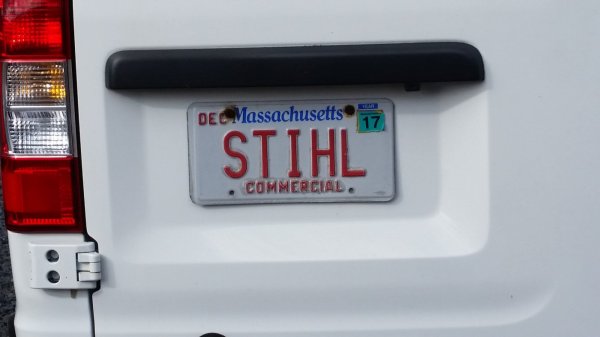 DEC Massachusetts YEAR
17
STIHL
COMMERCIAL